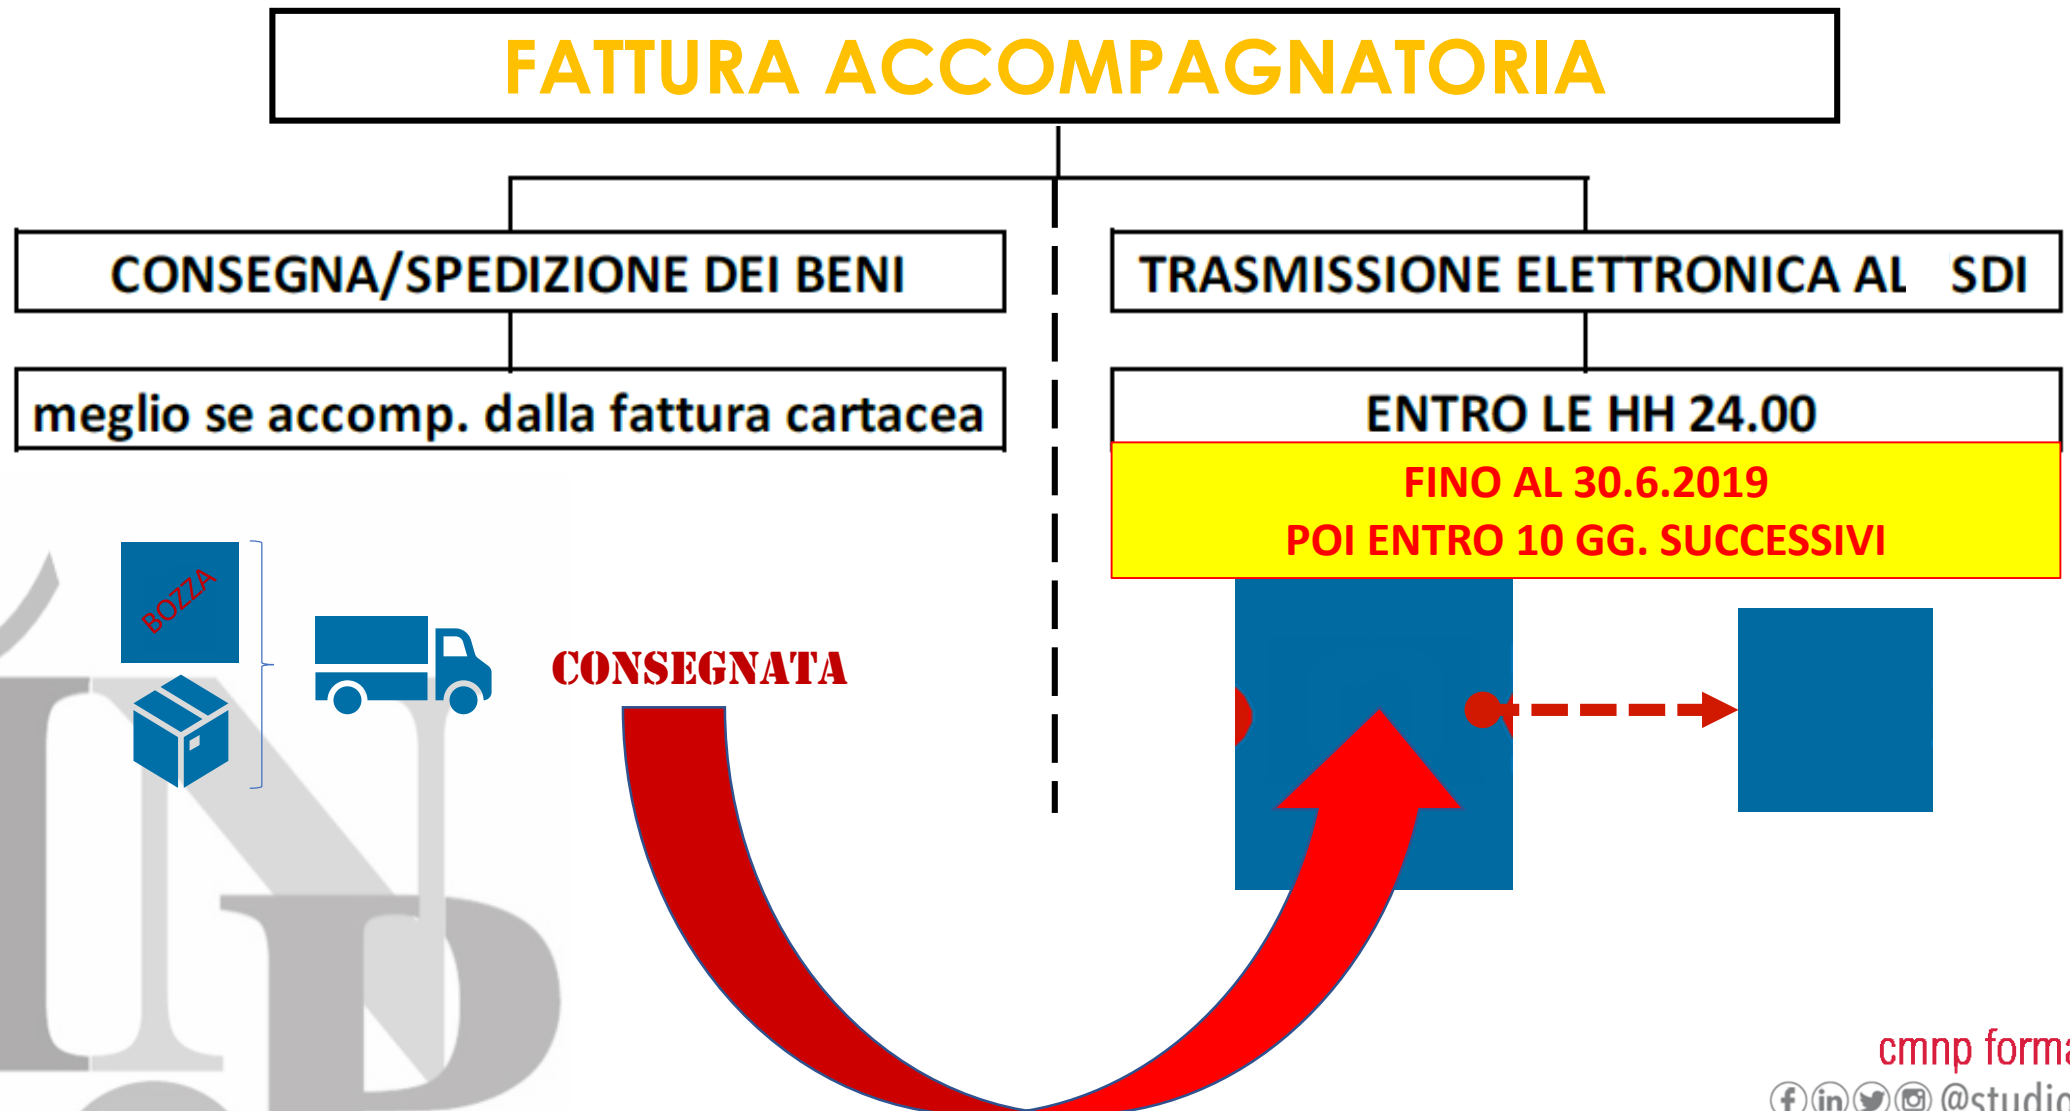 FATTURA ACCOMPAGNATORIA
CONSEGNA/SPEDIZIONE DEI BENI
TRASMISSIONE ELETTRONICA AL SDI
meglio se accomp. dalla fattura cartacea
ENTRO LE HH 24.00
FINO AL 30.6.2019
POI ENTRO 10 GG. SUCCESSIVI
BOZZA
CONSEGNATA
cmnp forma
@studio